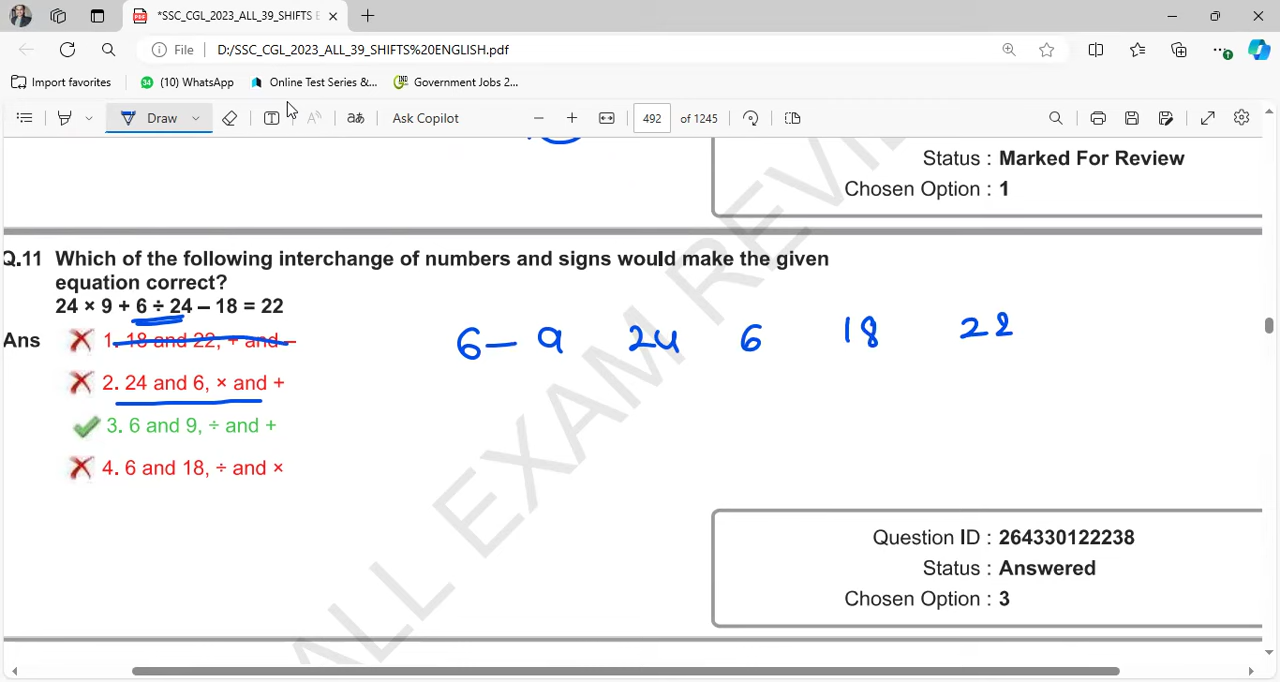 *SSC_CGL_2023_ALL_39_SHIFTS E
File D:/SSC_CGL_2023_ALL_39_SHIFTS%20ENGLISH.pdf
Import favorites 34 (10) WhatsApp Online Test Series &... Government Jobs 2...
Draw T A aあ Ask Copilot 492 of 1245
Status : Marked For Review
Chosen Option : 1
Q.11 Which of the following interchange of numbers and signs would make the given
equation correct?
24 × 9 + 6 ÷ 24 – 18 = 22
Ans 1. 18 and 22, + and –
6 – 9 24 6 18 22
2. 24 and 6, × and +
3. 6 and 9, ÷ and +
4. 6 and 18, ÷ and ×
Question ID : 264330122238
Status : Answered
Chosen Option : 3
ALL EXAM REVIEW